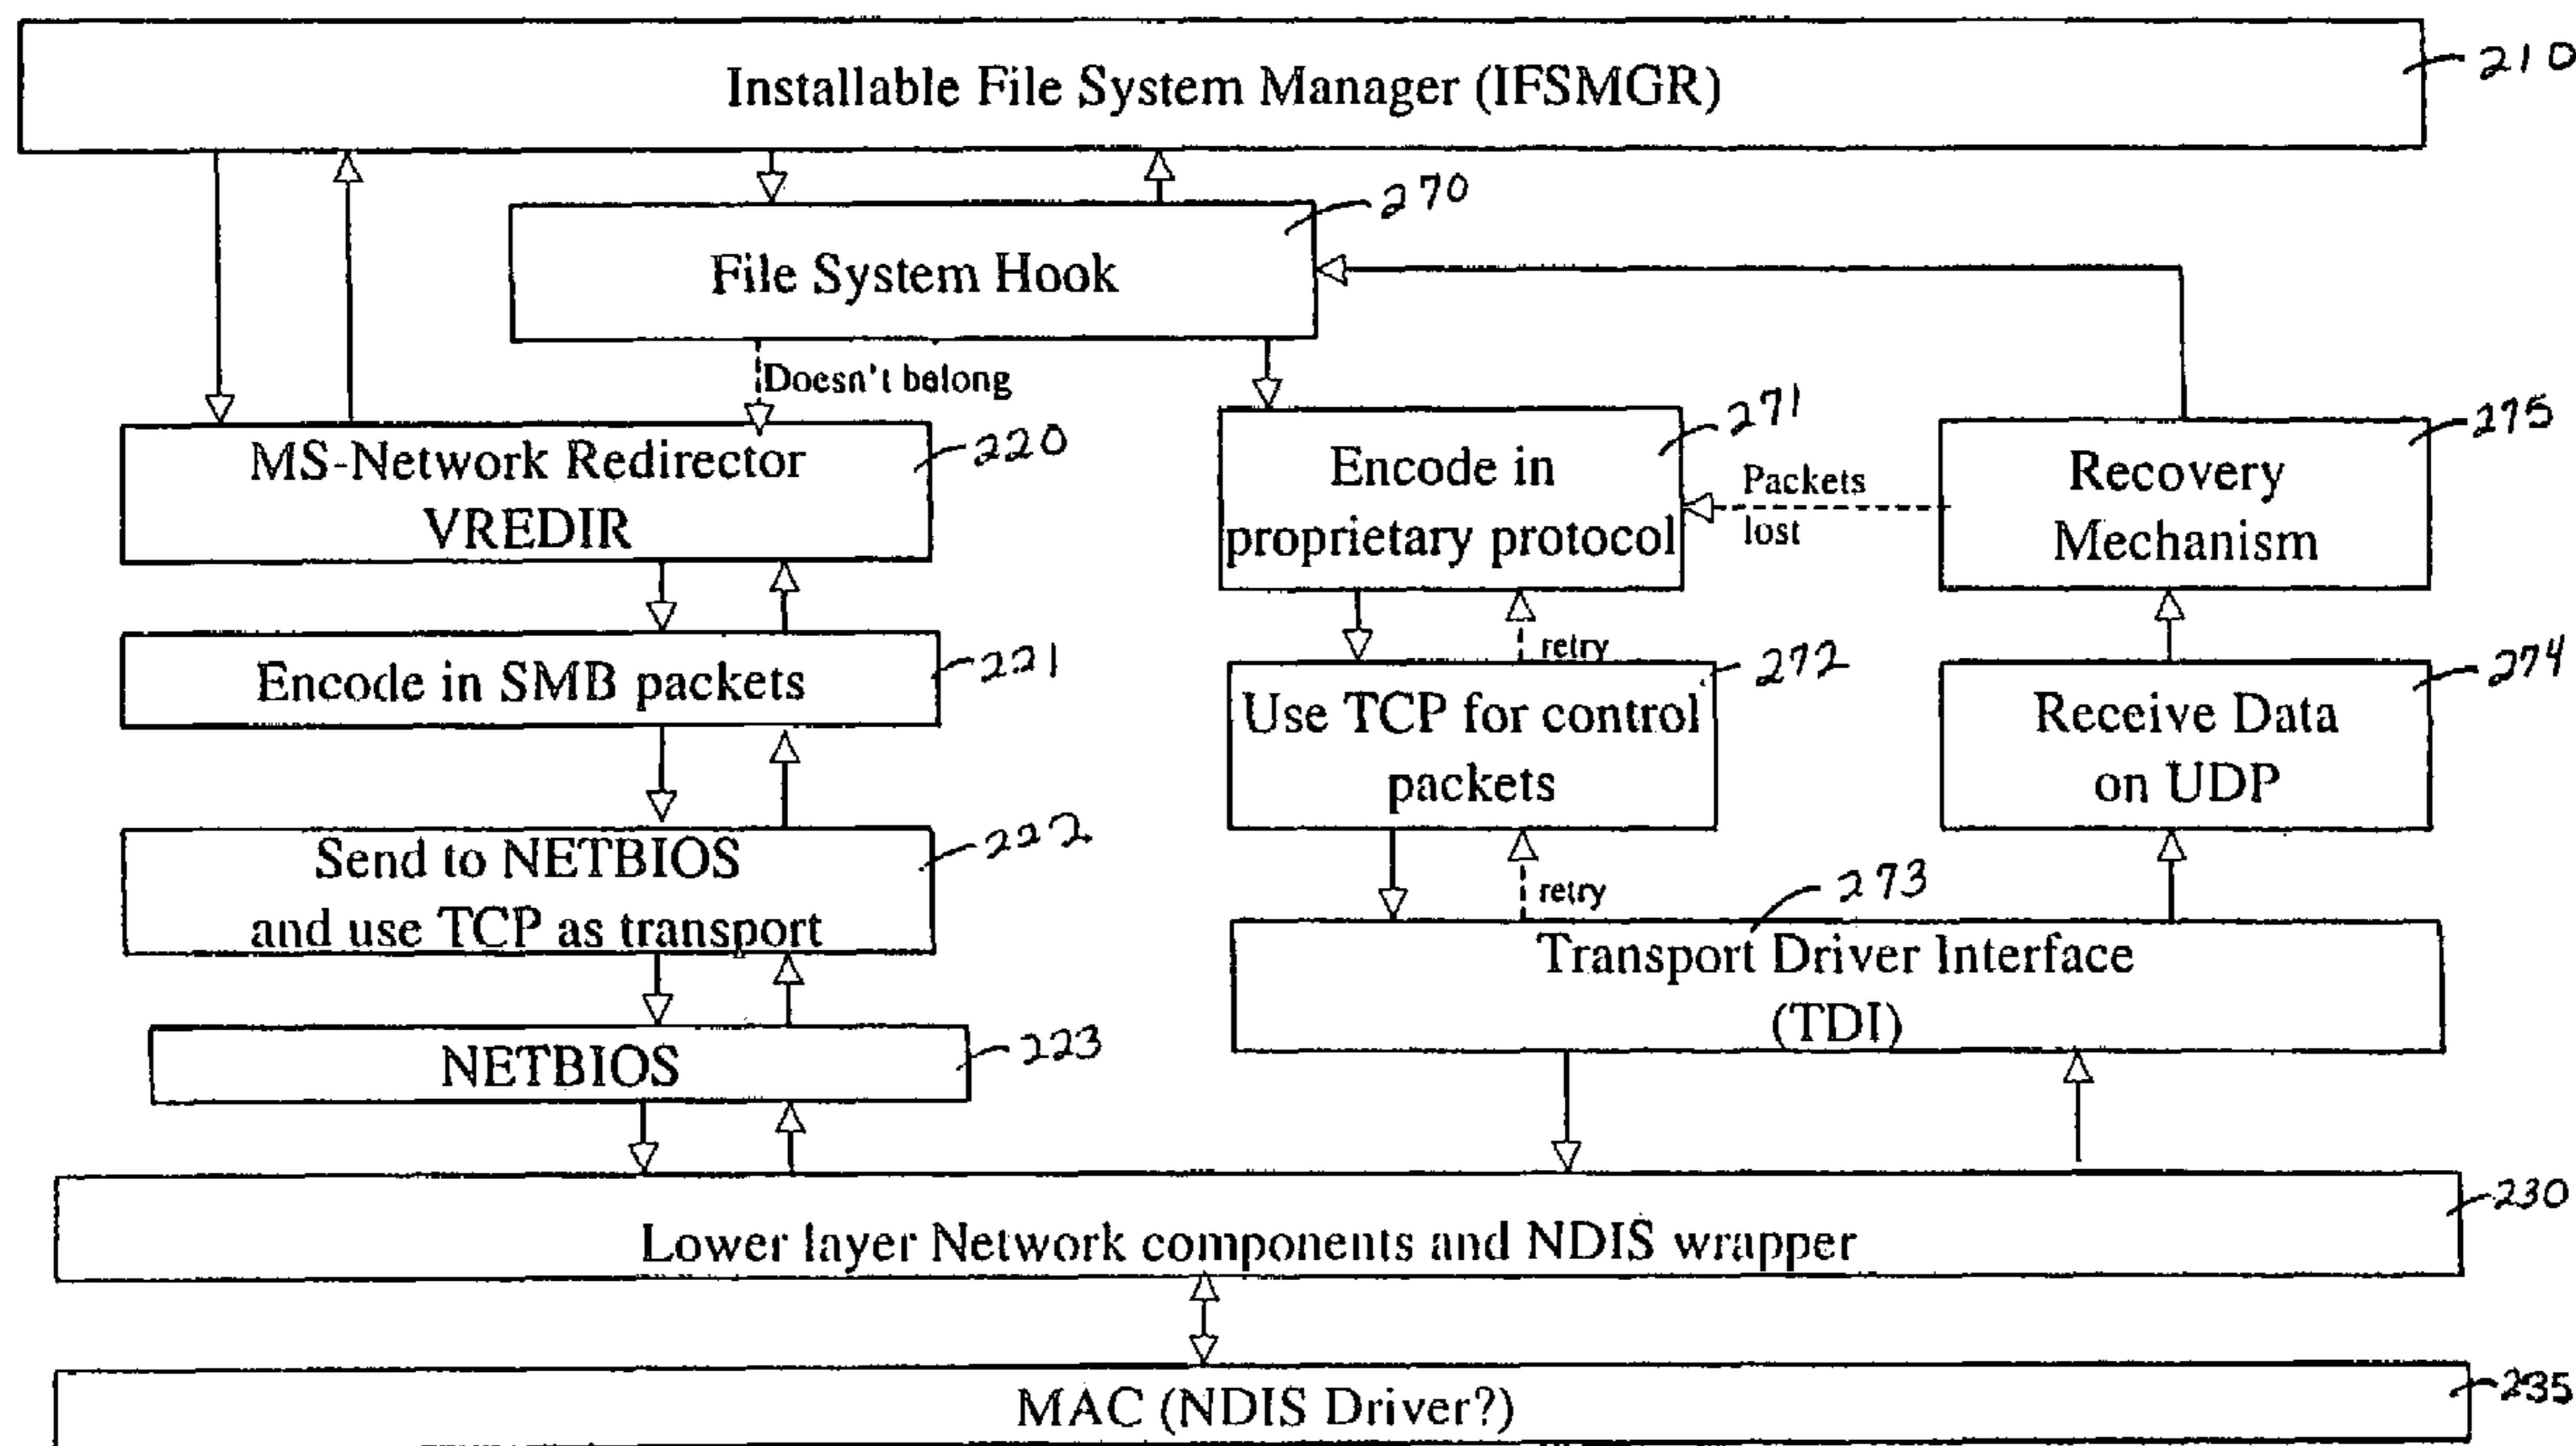 Installable File System Manager (IFSMGR)
210
270
File System Hook
Doesn't belong
MS-Network Redirector
VREDIR
220
Encode in
proprietary protocol
271
Packets
lost
Recovery
Mechanism
275
Encode in SMB packets
221
retry
Use TCP for control
packets
272
Receive Data
on UDP
274
Send to NETBIOS
and use TCP as transport
222
retry
273
Transport Driver Interface
(TDI)
NETBIOS
223
Lower layer Network components and NDIS wrapper
230
MAC (NDIS Driver?)
235